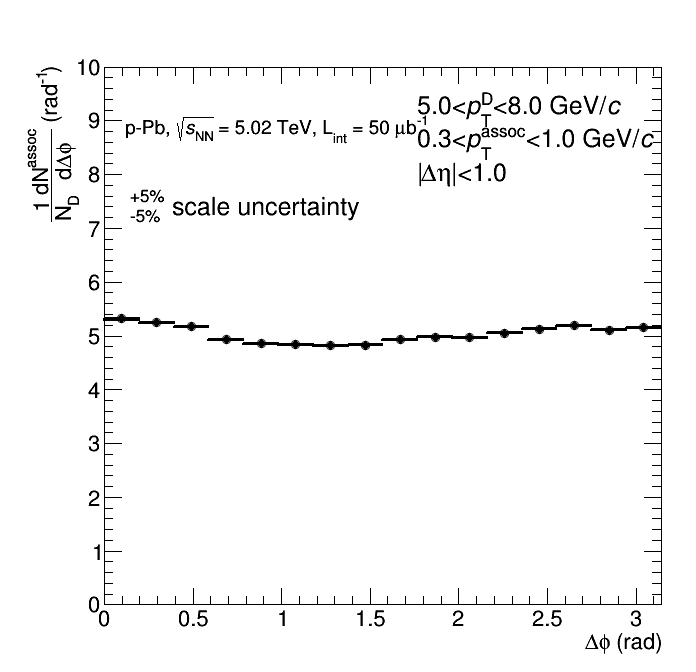 1 dN^assoc
N_D dΔφ (rad^-1)
p-Pb, √s_NN = 5.02 TeV, L_int = 50 μb^-1
5.0<p_T^D<8.0 GeV/c
0.3<p_T^assoc<1.0 GeV/c
|Δη|<1.0
+5%
-5% scale uncertainty
10
9
8
7
6
5
4
3
2
1
0
0 0.5 1 1.5 2 2.5 3
Δφ (rad)